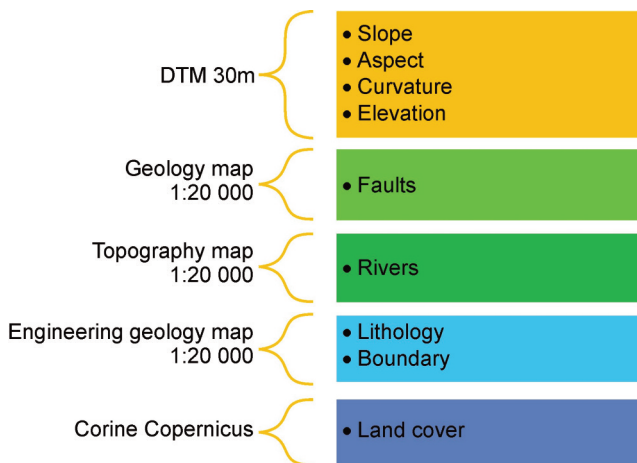 DTM 30m
• Slope
• Aspect
• Curvature
• Elevation
Geology map
1:20 000
• Faults
Topography map
1:20 000
• Rivers
Engineering geology map
1:20 000
• Lithology
• Boundary
Corine Copernicus
• Land cover